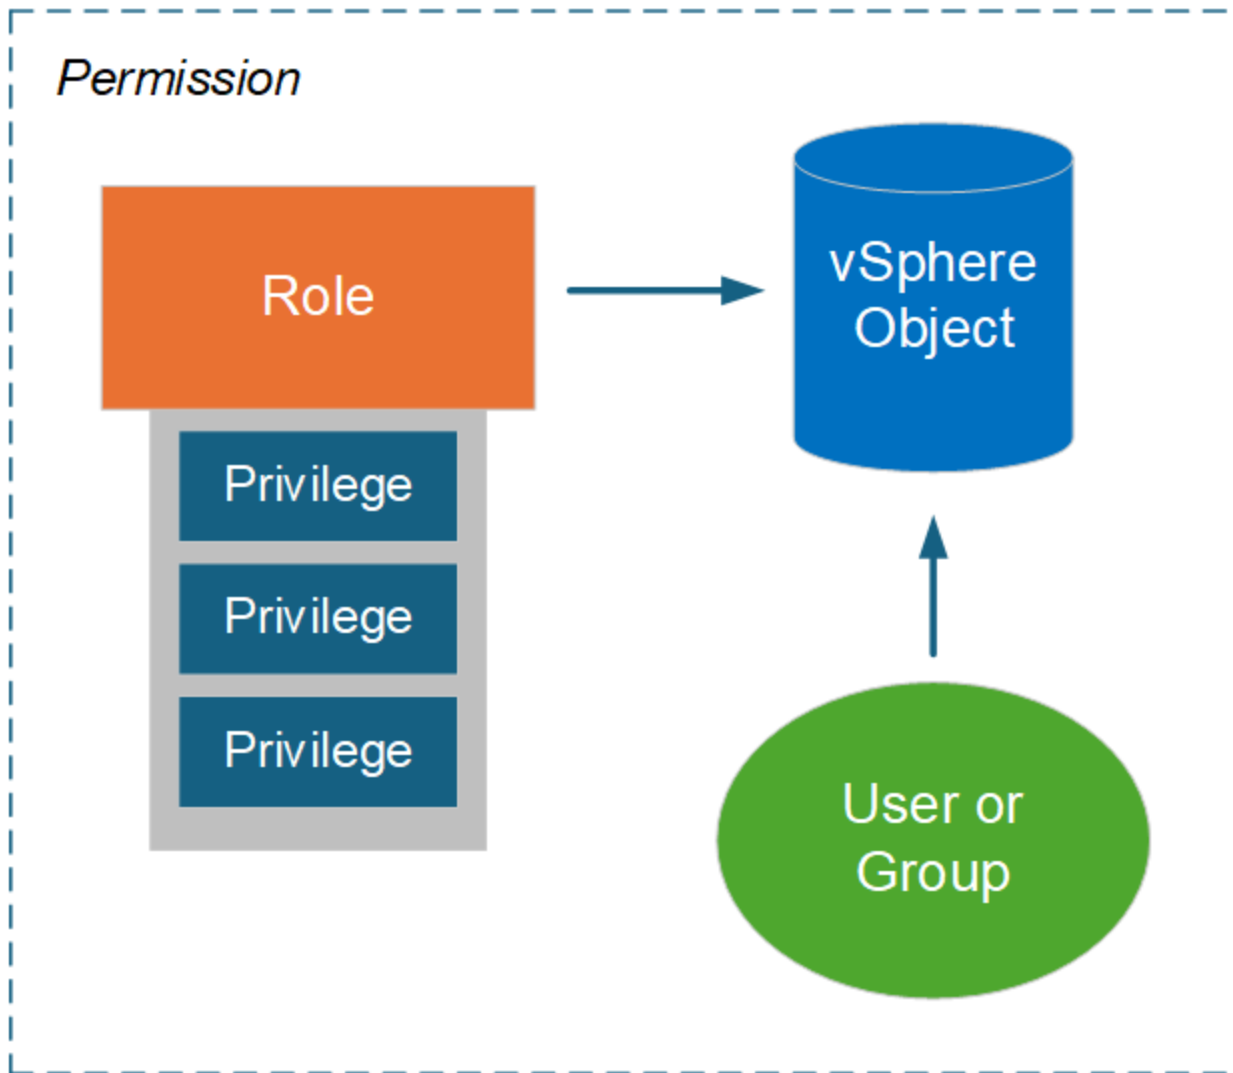 Permission
Role
vSphere
Object
Privilege
Privilege
Privilege
User or
Group